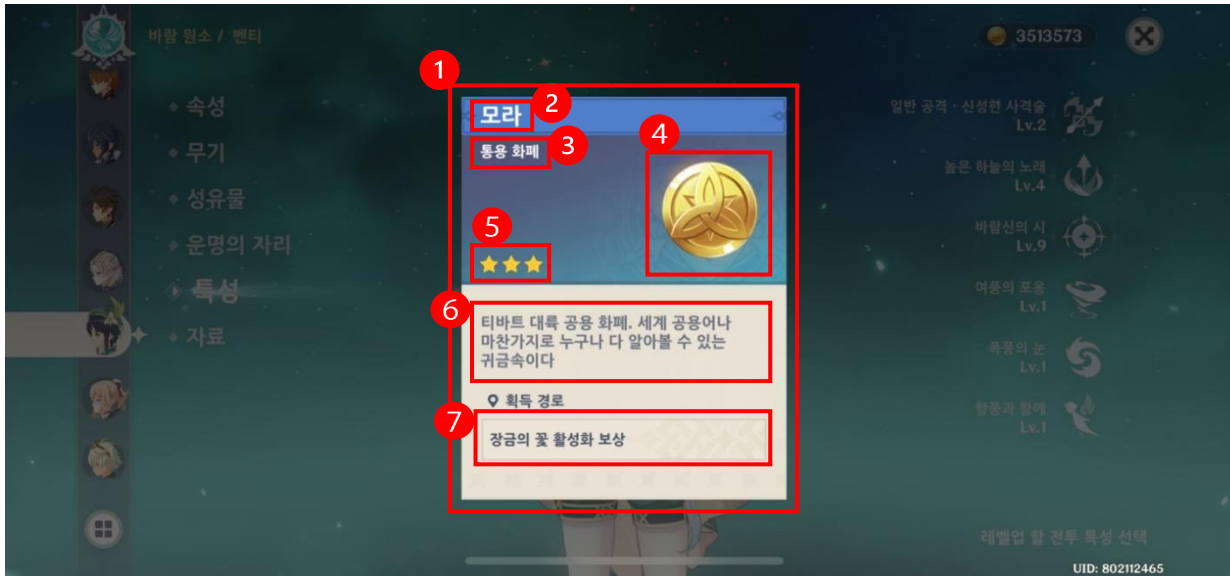 바람 원소 / 벤티
3513573
속성
무기
성유물
운명의 자리
특성
자료
1
모라
2
통용 화폐
3
4
5
6
티바트 대륙 공용 화폐. 세계 공용어나
마찬가지로 누구나 다 알아볼 수 있는
귀금속이다
획득 경로
7
장금의 꽃 활성화 보상
일반 공격 · 신성한 사격술
Lv.2
높은 하늘의 노래
Lv.4
바람신의 시
Lv.9
여풍의 포옹
Lv.1
폭풍의 눈
Lv.1
합풍과 함께
Lv.1
레벨업 할 전투 특성 선택
UID: 802112465